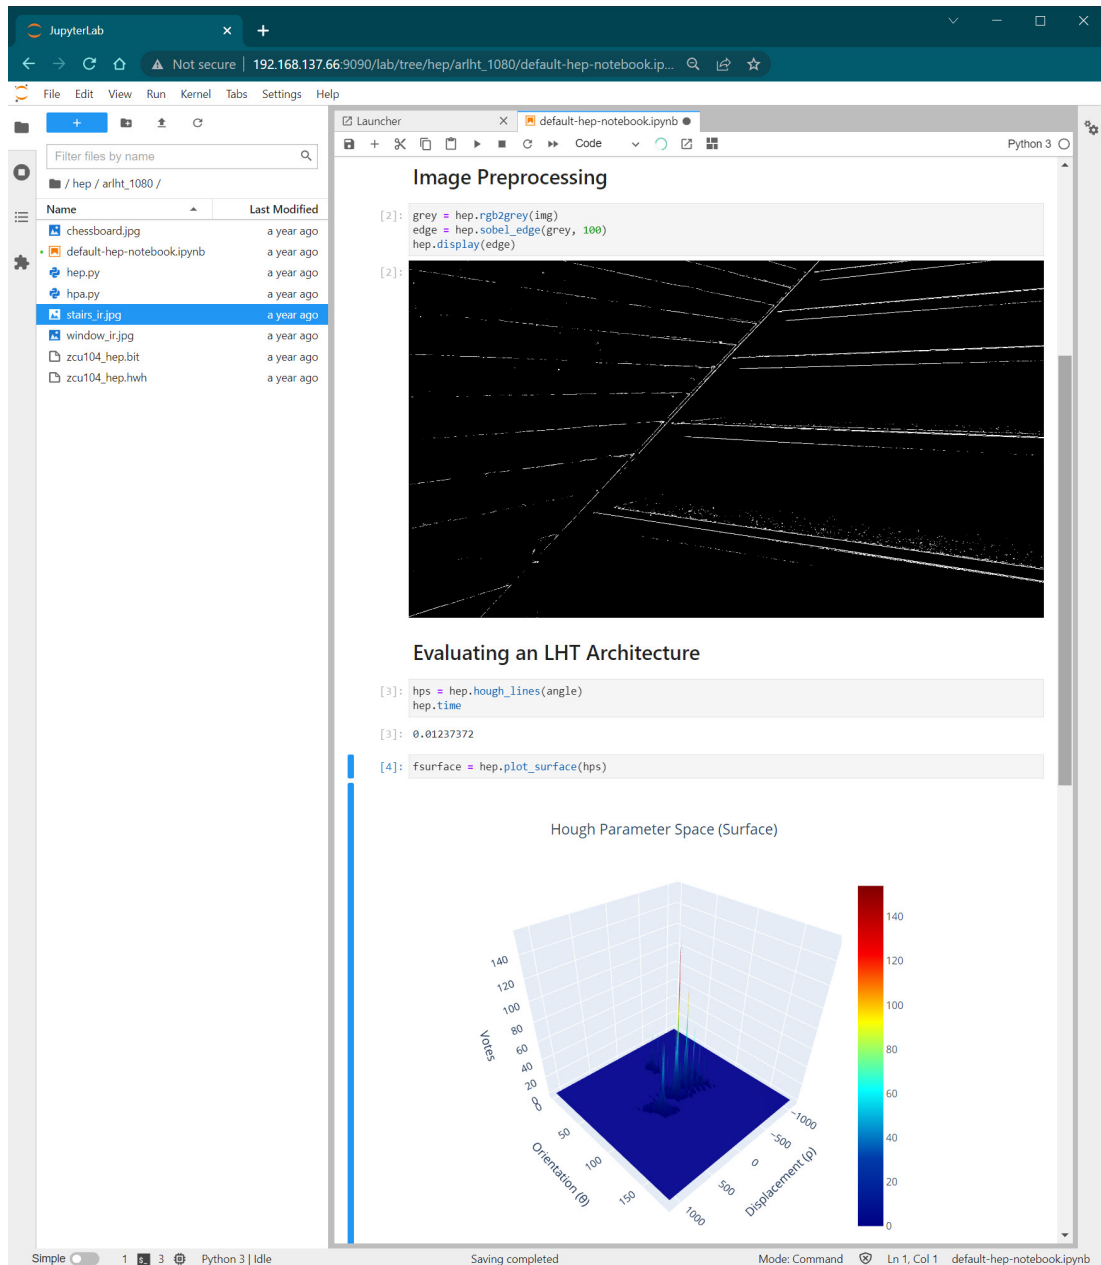 JupyterLab
Not secure | 192.168.137.66:9090/lab/tree/hep/arlht_1080/default-hep-notebook.ip...
File Edit View Run Kernel Tabs Settings Help
Launcher
default-hep-notebook.ipynb
Code
Python 3
Filter files by name
/ hep / arlht_1080 /
Name Last Modified
chessboard.jpg a year ago
default-hep-notebook.ipynb a year ago
hep.py a year ago
hpa.py a year ago
stairs_ir.jpg a year ago
window_ir.jpg a year ago
zcu104_hep.bit a year ago
zcu104_hep.hwh a year ago
Image Preprocessing
[2]: grey = hep.rgb2grey(img)
edge = hep.sobel_edge(grey, 100)
hep.display(edge)
[2]:
Evaluating an LHT Architecture
[3]: hps = hep.hough_lines(angle)
hep.time
[3]: 0.01237372
[4]: fsurface = hep.plot_surface(hps)
Hough Parameter Space (Surface)
140
120
100
80
60
40
20
0
Votes
0
50
100
150
Orientation (θ)
−1000
−500
0
500
1000
Displacement (ρ)
140
120
100
80
60
40
20
0
Simple 1 $_ 3 Python 3 | Idle Saving completed Mode: Command Ln 1, Col 1 default-hep-notebook.ipynb